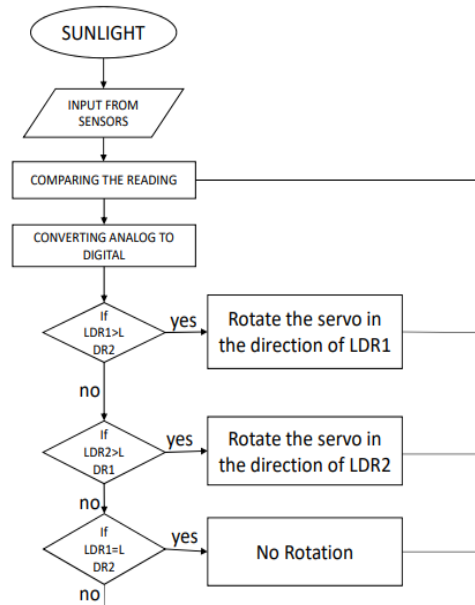 SUNLIGHT
INPUT FROM
SENSORS
COMPARING THE READING
CONVERTING ANALOG TO
DIGITAL
If
LDR1>L
DR2
yes
Rotate the servo in
the direction of LDR1
no
If
LDR2>L
DR1
yes
Rotate the servo in
the direction of LDR2
no
If
LDR1=L
DR2
yes
No Rotation
no